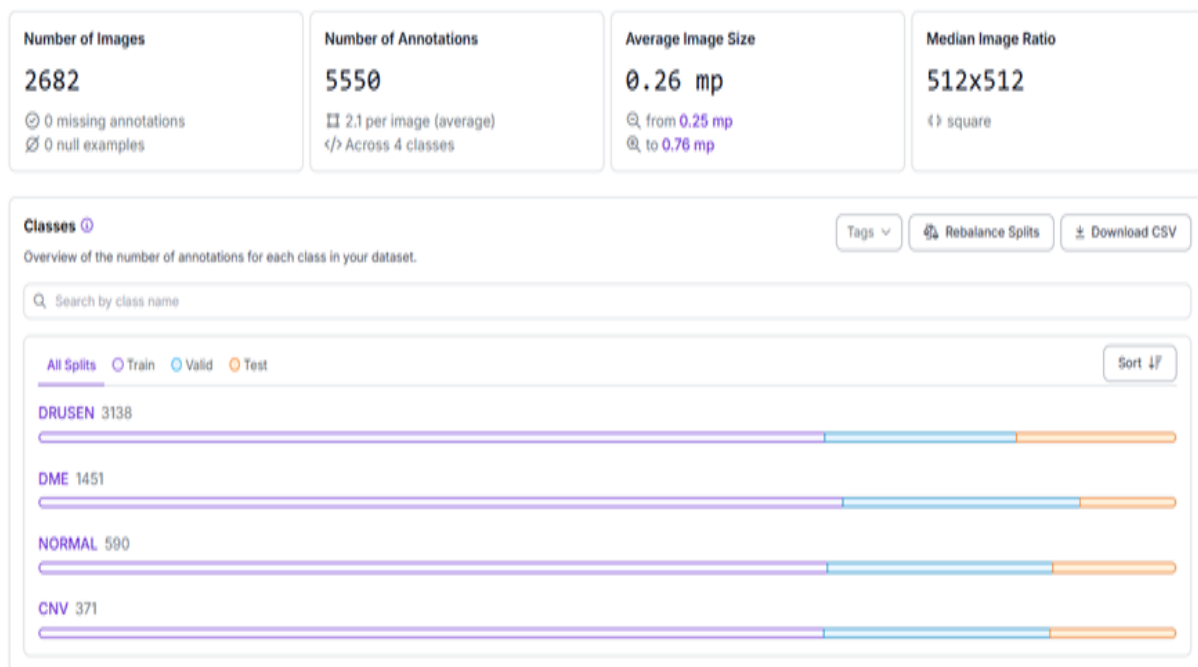 Number of Images
2682
0 missing annotations
0 null examples
Number of Annotations
5550
2.1 per image (average)
</> Across 4 classes
Average Image Size
0.26 mp
from 0.25 mp
to 0.76 mp
Median Image Ratio
512x512
square
Classes
Overview of the number of annotations for each class in your dataset.
Tags
Rebalance Splits
Download CSV
Search by class name
All Splits Train Valid Test
Sort
DRUSEN 3138
DME 1451
NORMAL 590
CNV 371